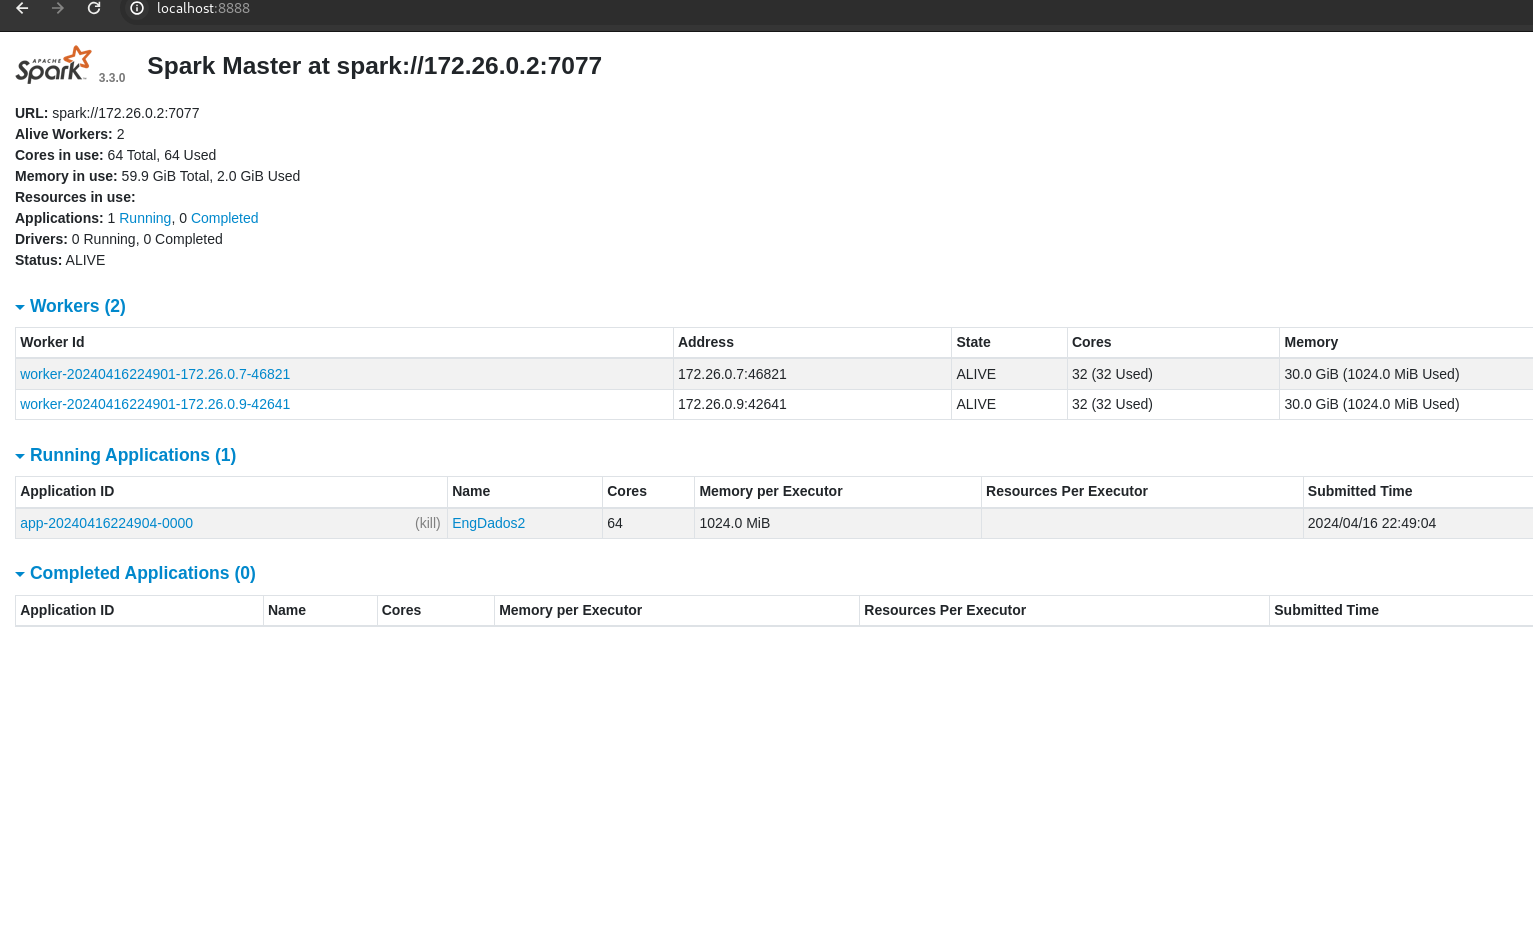 localhost:8888
APACHE Spark 3.3.0 Spark Master at spark://172.26.0.2:7077
URL: spark://172.26.0.2:7077
Alive Workers: 2
Cores in use: 64 Total, 64 Used
Memory in use: 59.9 GiB Total, 2.0 GiB Used
Resources in use:
Applications: 1 Running, 0 Completed
Drivers: 0 Running, 0 Completed
Status: ALIVE
Workers (2)
Worker Id Address State Cores Memory
worker-20240416224901-172.26.0.7-46821 172.26.0.7:46821 ALIVE 32 (32 Used) 30.0 GiB (1024.0 MiB Used)
worker-20240416224901-172.26.0.9-42641 172.26.0.9:42641 ALIVE 32 (32 Used) 30.0 GiB (1024.0 MiB Used)
Running Applications (1)
Application ID Name Cores Memory per Executor Resources Per Executor Submitted Time
app-20240416224904-0000 (kill) EngDados2 64 1024.0 MiB 2024/04/16 22:49:04
Completed Applications (0)
Application ID Name Cores Memory per Executor Resources Per Executor Submitted Time